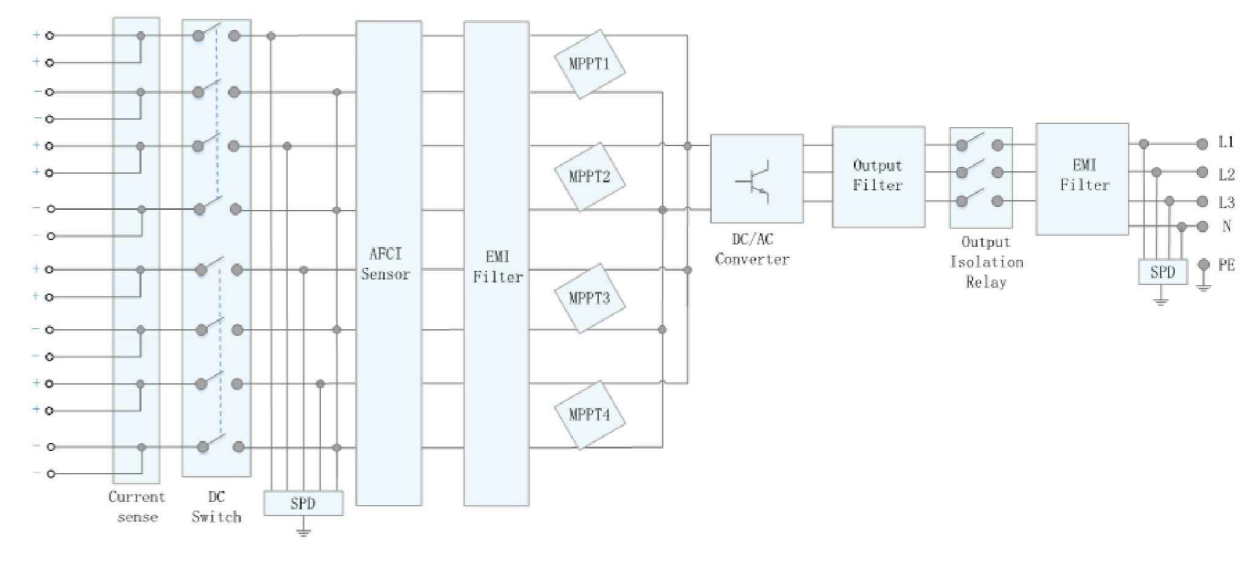 +
+
−
−
+
+
−
−
+
+
−
−
+
+
−
−
Current
sense
DC
Switch
SPD
AFCI
Sensor
EMI
Filter
MPPT1
MPPT2
MPPT3
MPPT4
DC/AC
Converter
Output
Filter
Output
Isolation
Relay
EMI
Filter
L1
L2
L3
N
PE
SPD